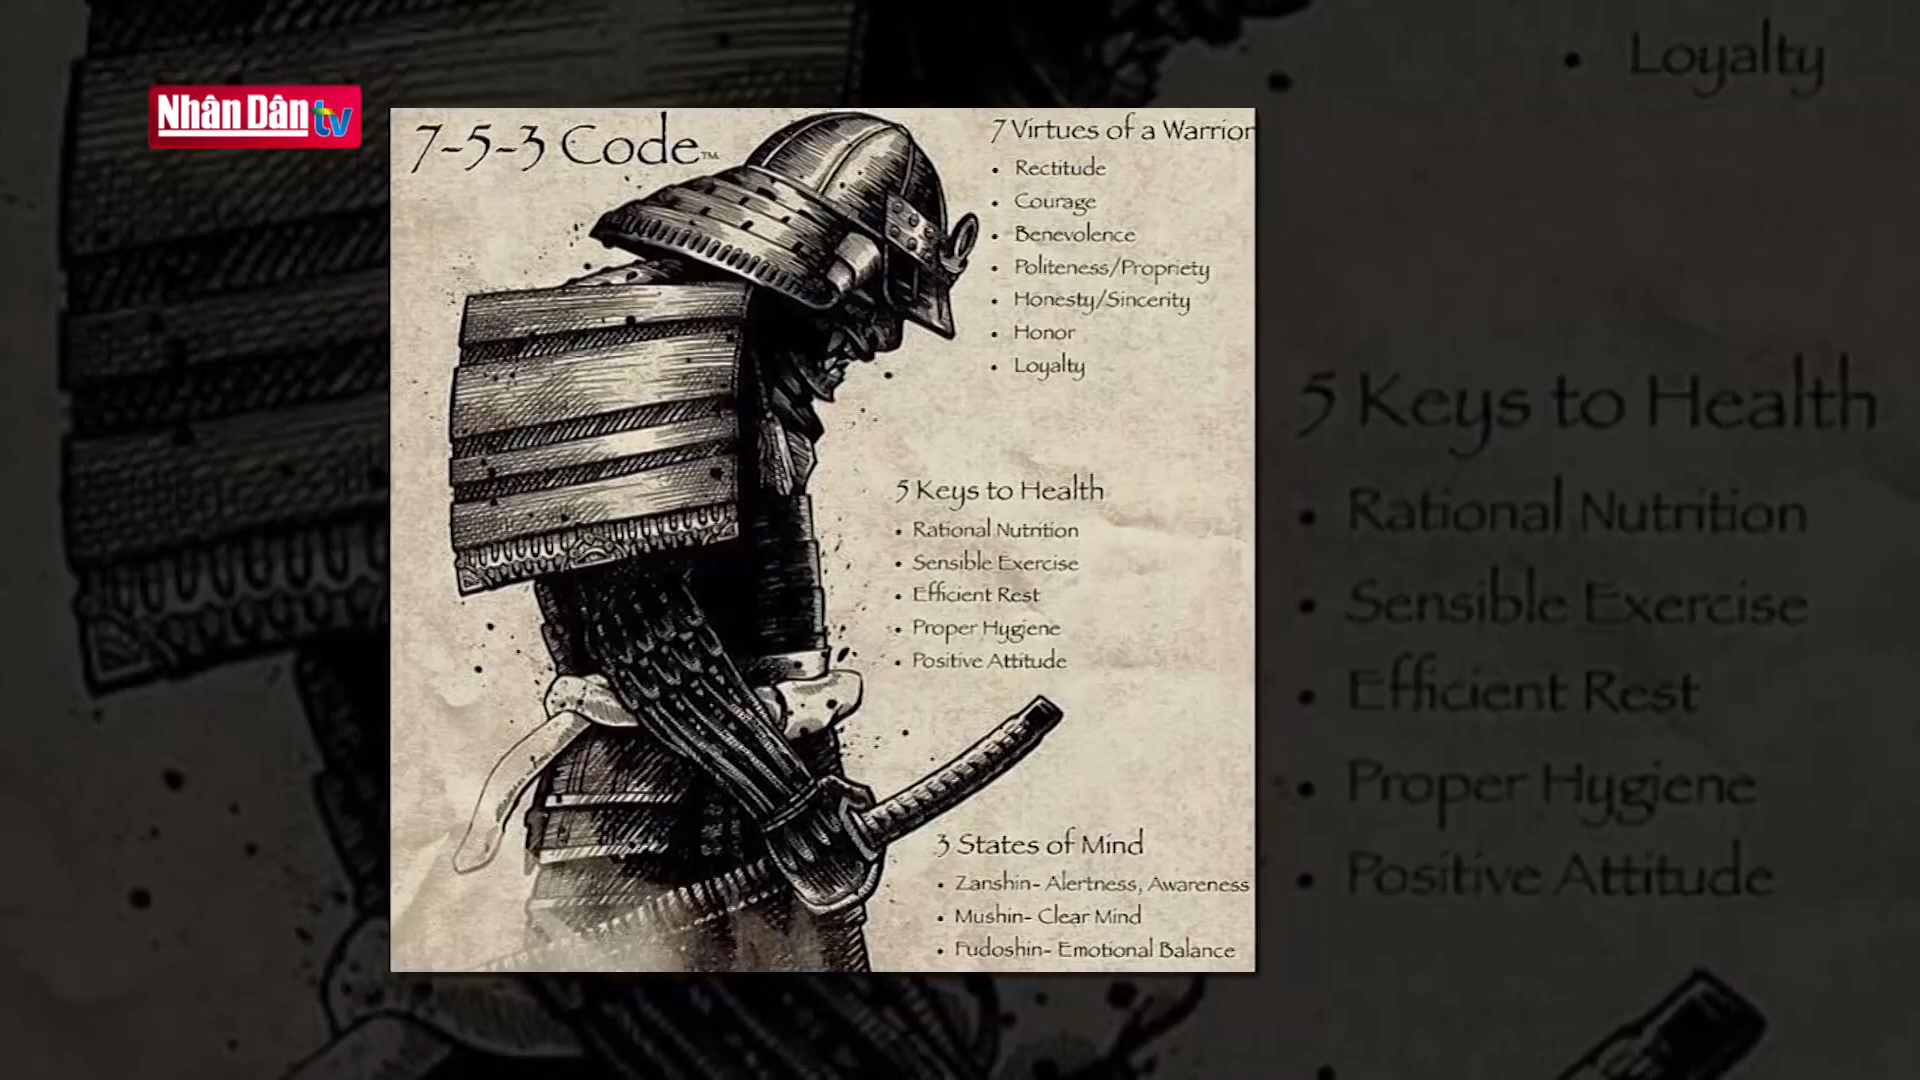 Nhân Dân tv
7-5-3 Code™
7 Virtues of a Warrior
• Rectitude
• Courage
• Benevolence
• Politeness/Propriety
• Honesty/Sincerity
• Honor
• Loyalty
5 Keys to Health
• Rational Nutrition
• Sensible Exercise
• Efficient Rest
• Proper Hygiene
• Positive Attitude
3 States of Mind
• Zanshin- Alertness, Awareness
• Mushin- Clear Mind
• Fudoshin- Emotional Balance
• Loyalty
5 Keys to Health
• Rational Nutrition
• Sensible Exercise
• Efficient Rest
• Proper Hygiene
• Positive Attitude